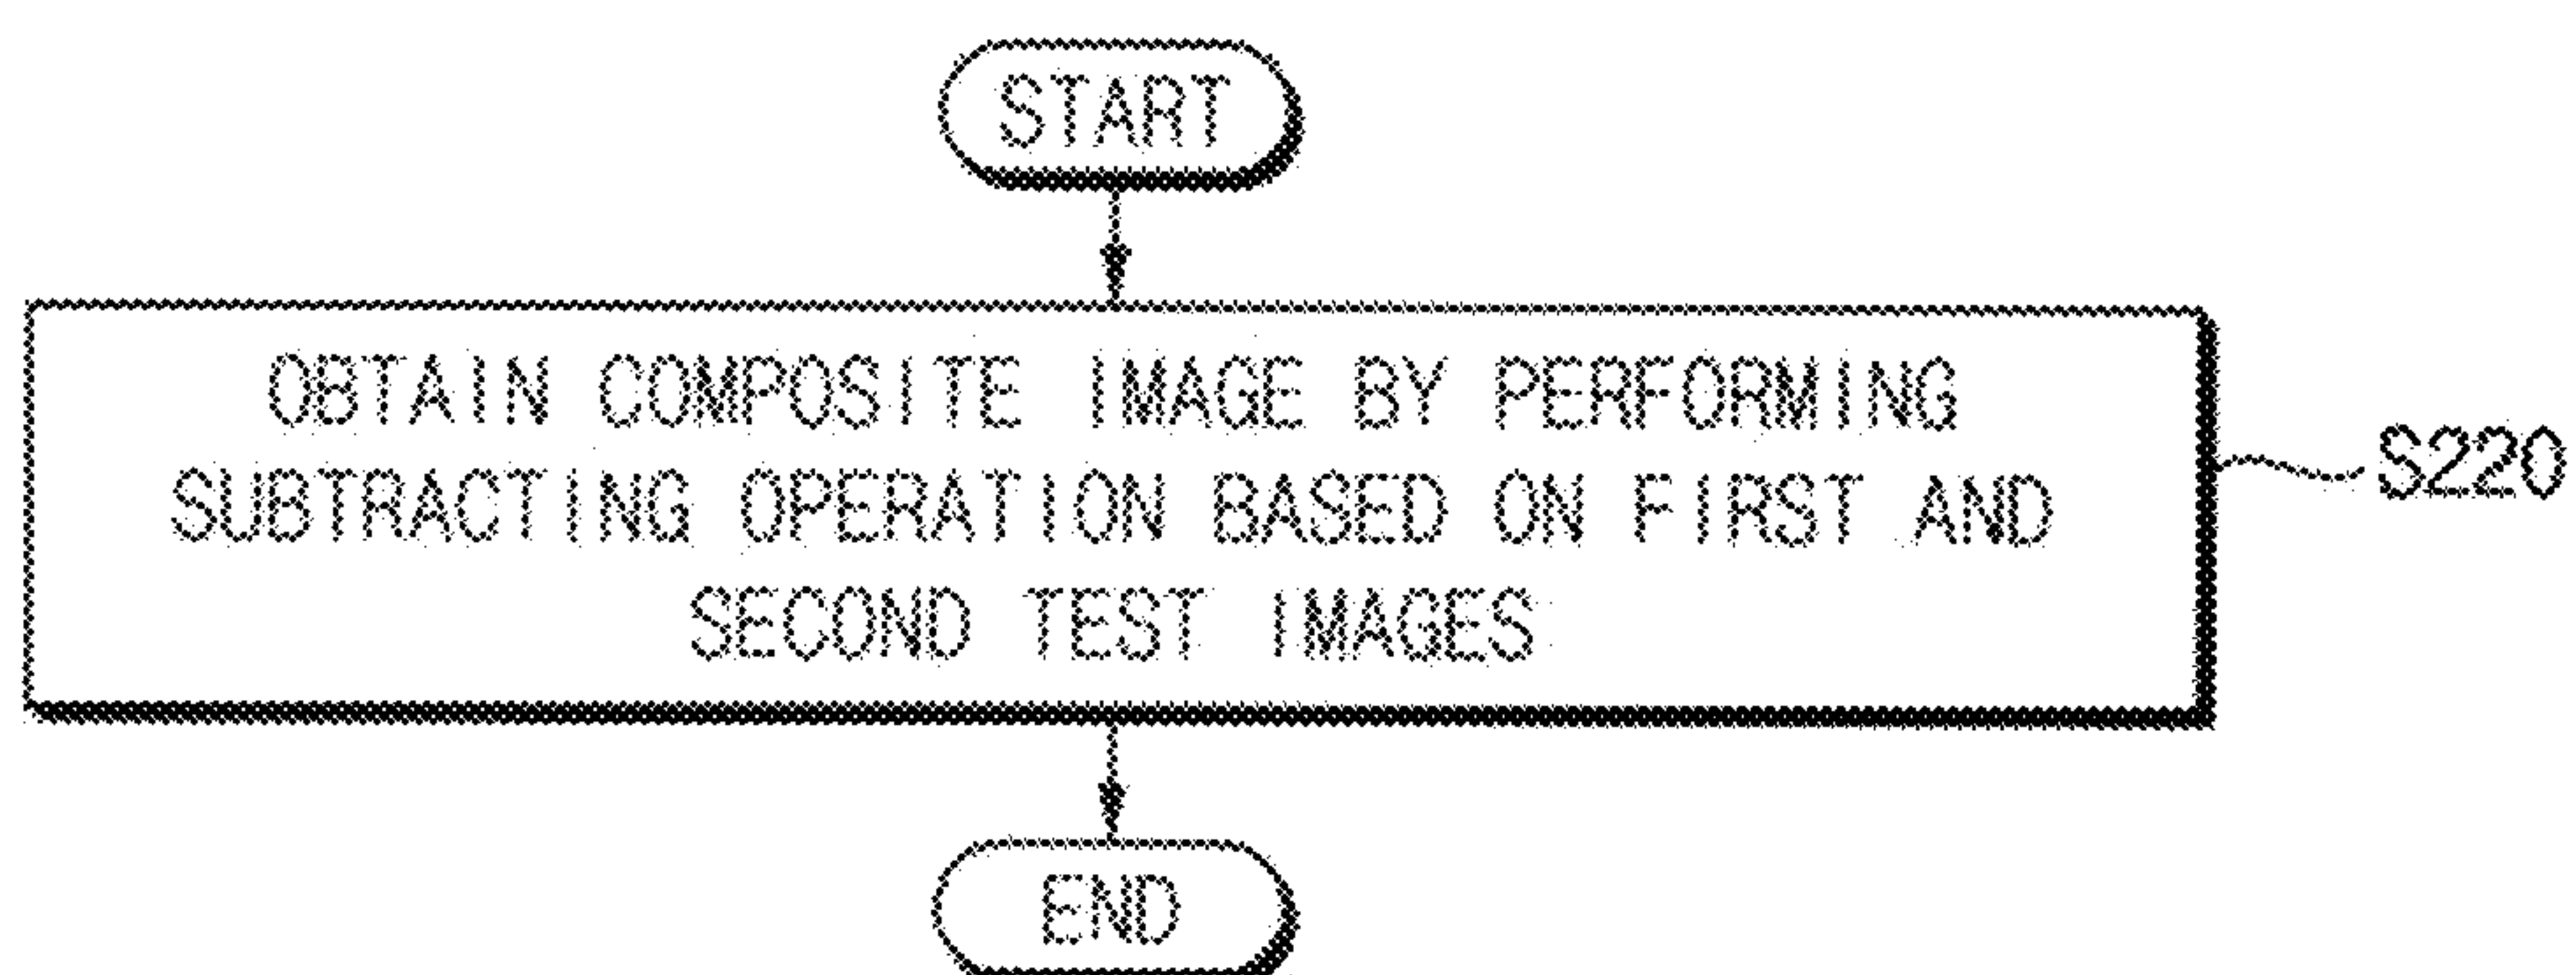 START
OBTAIN COMPOSITE IMAGE BY PERFORMING
SUBTRACTING OPERATION BASED ON FIRST AND
SECOND TEST IMAGES
S220
END